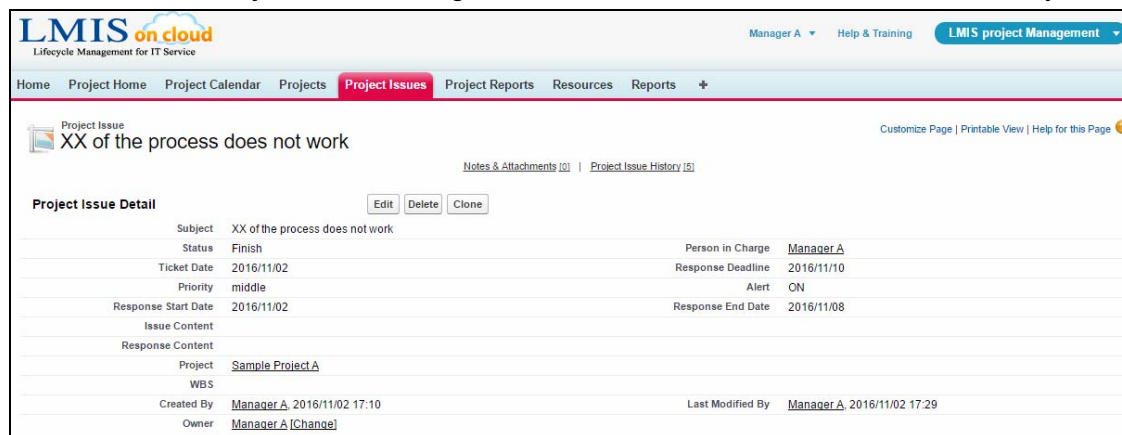 LMIS on cloud
Lifecycle Management for IT Service
Manager A Help & Training LMIS project Management
Home Project Home Project Calendar Projects Project Issues Project Reports Resources Reports +
Project Issue
XX of the process does not work
Customize Page | Printable View | Help for this Page
Notes & Attachments [0] | Project Issue History [5]
Project Issue Detail Edit Delete Clone
Subject XX of the process does not work
Status Finish Person in Charge Manager A
Ticket Date 2016/11/02 Response Deadline 2016/11/10
Priority middle Alert ON
Response Start Date 2016/11/02 Response End Date 2016/11/08
Issue Content
Response Content
Project Sample Project A
WBS
Created By Manager A, 2016/11/02 17:10 Last Modified By Manager A, 2016/11/02 17:29
Owner Manager A [Change]